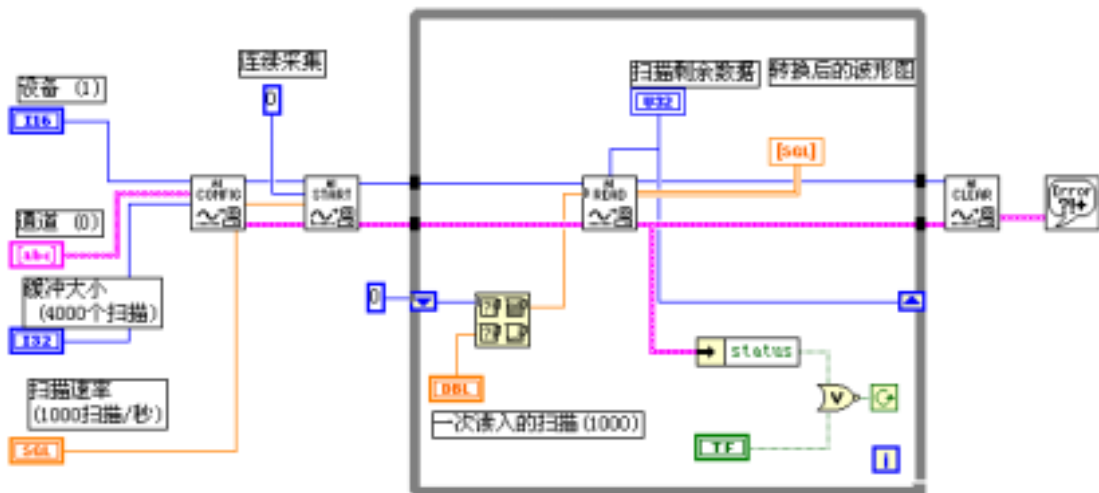 连续采集
0
设备 (1)
I16
AI
CONFIG
AI
START
扫描剩余数据
U32
转换后的波形图
[SGL]
AI
READ
AI
CLEAR
Error
?!+
通道 (0)
[abc]
缓冲大小
(4000个扫描)
I32
0
扫描速率
(1000扫描/秒)
SGL
DBL
一次读入的扫描(1000)
status
V
TF
i